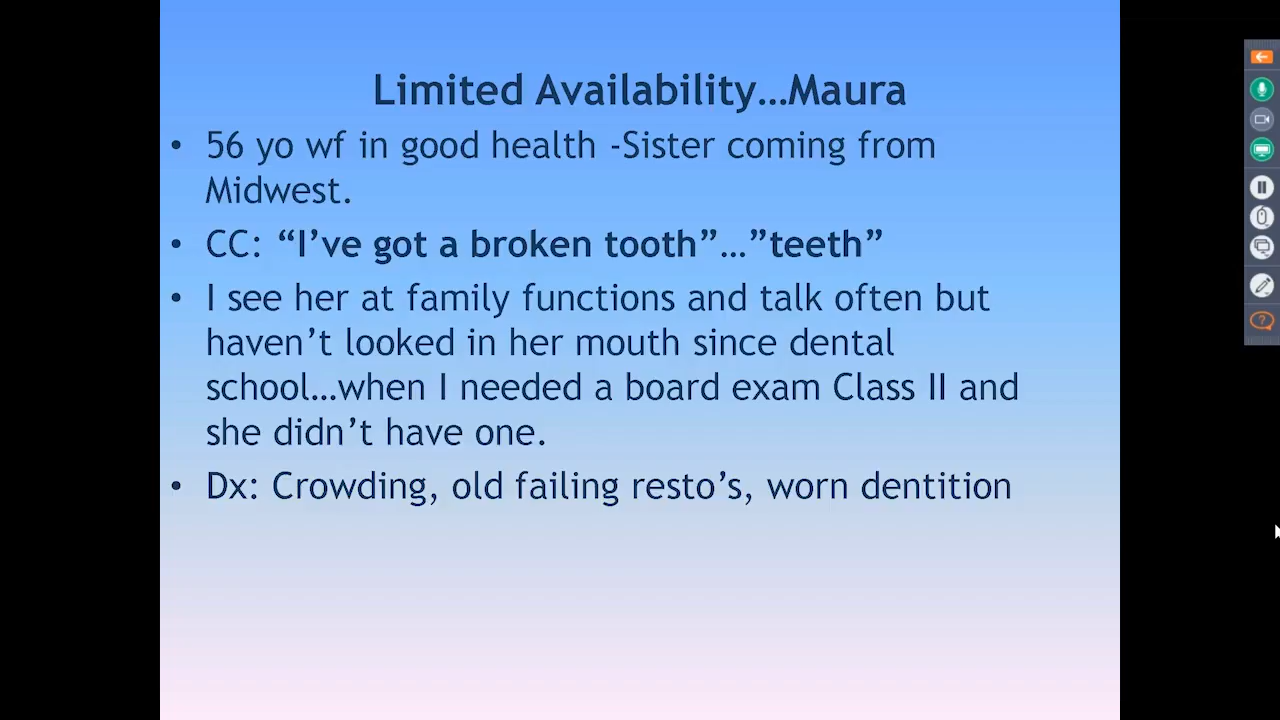 Limited Availability…Maura
• 56 yo wf in good health -Sister coming from
Midwest.
• CC: “I’ve got a broken tooth”…”teeth”
• I see her at family functions and talk often but
haven’t looked in her mouth since dental
school…when I needed a board exam Class II and
she didn’t have one.
• Dx: Crowding, old failing resto’s, worn dentition